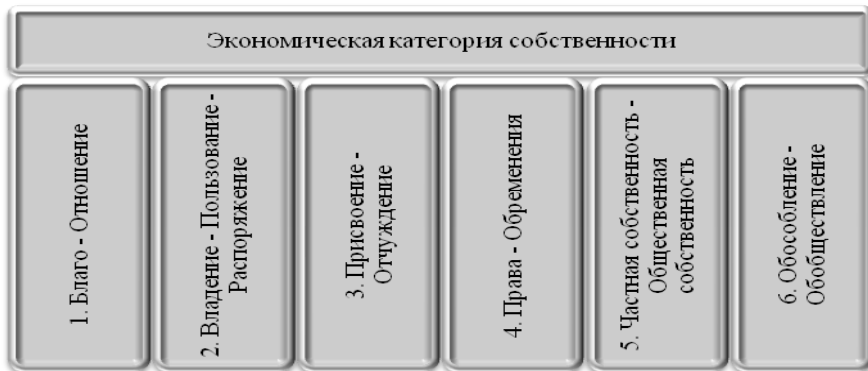 Экономическая категория собственности
1. Благо - Отношение
2. Владение - Пользование -
Распоряжение
3. Присвоение -
Отчуждение
4. Права - Обременения
5. Частная собственность -
Общественная
собственность
6. Обособление -
Обобществление